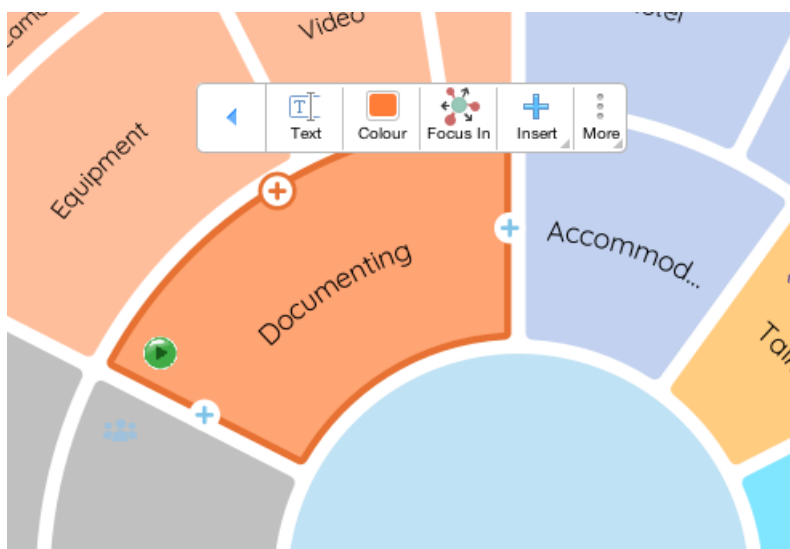 Video
Text
Colour
Focus In
Insert
More
Equipment
Documenting
Accommod...